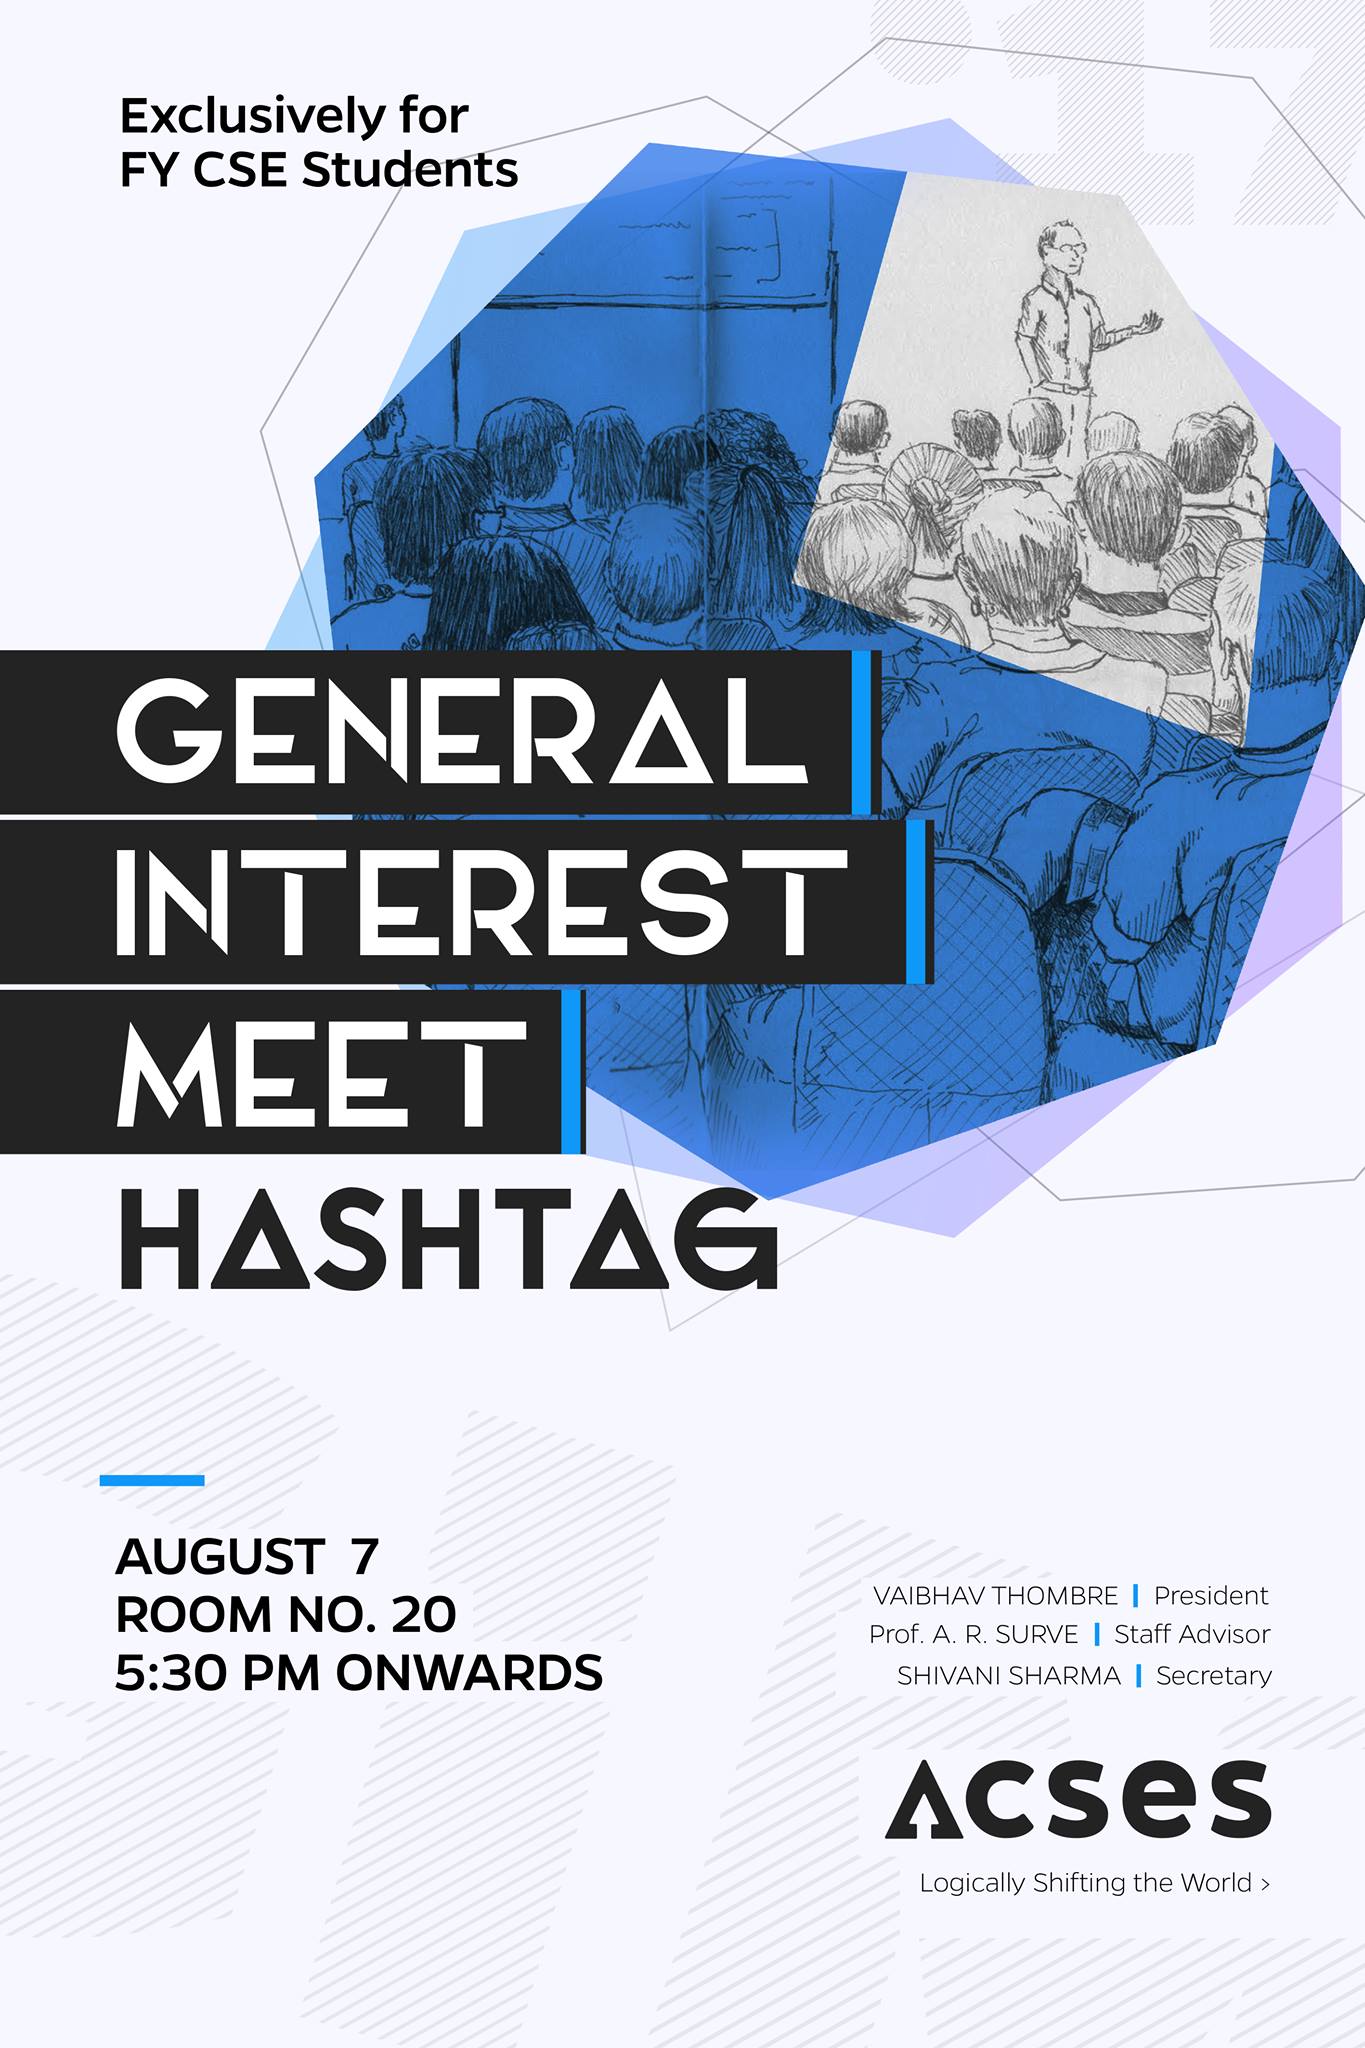 '17
Exclusively for
FY CSE Students
GENERAL
INTEREST
MEET
HASHTAG
AUGUST 7
ROOM NO. 20
5:30 PM ONWARDS
VAIBHAV THOMBRE | President
Prof. A. R. SURVE | Staff Advisor
SHIVANI SHARMA | Secretary
Acses
Logically Shifting the World >